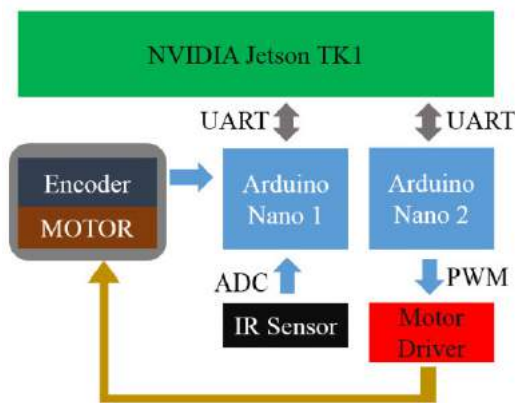 NVIDIA Jetson TK1
UART
UART
Encoder
MOTOR
Arduino
Nano 1
Arduino
Nano 2
ADC
PWM
IR Sensor
Motor
Driver